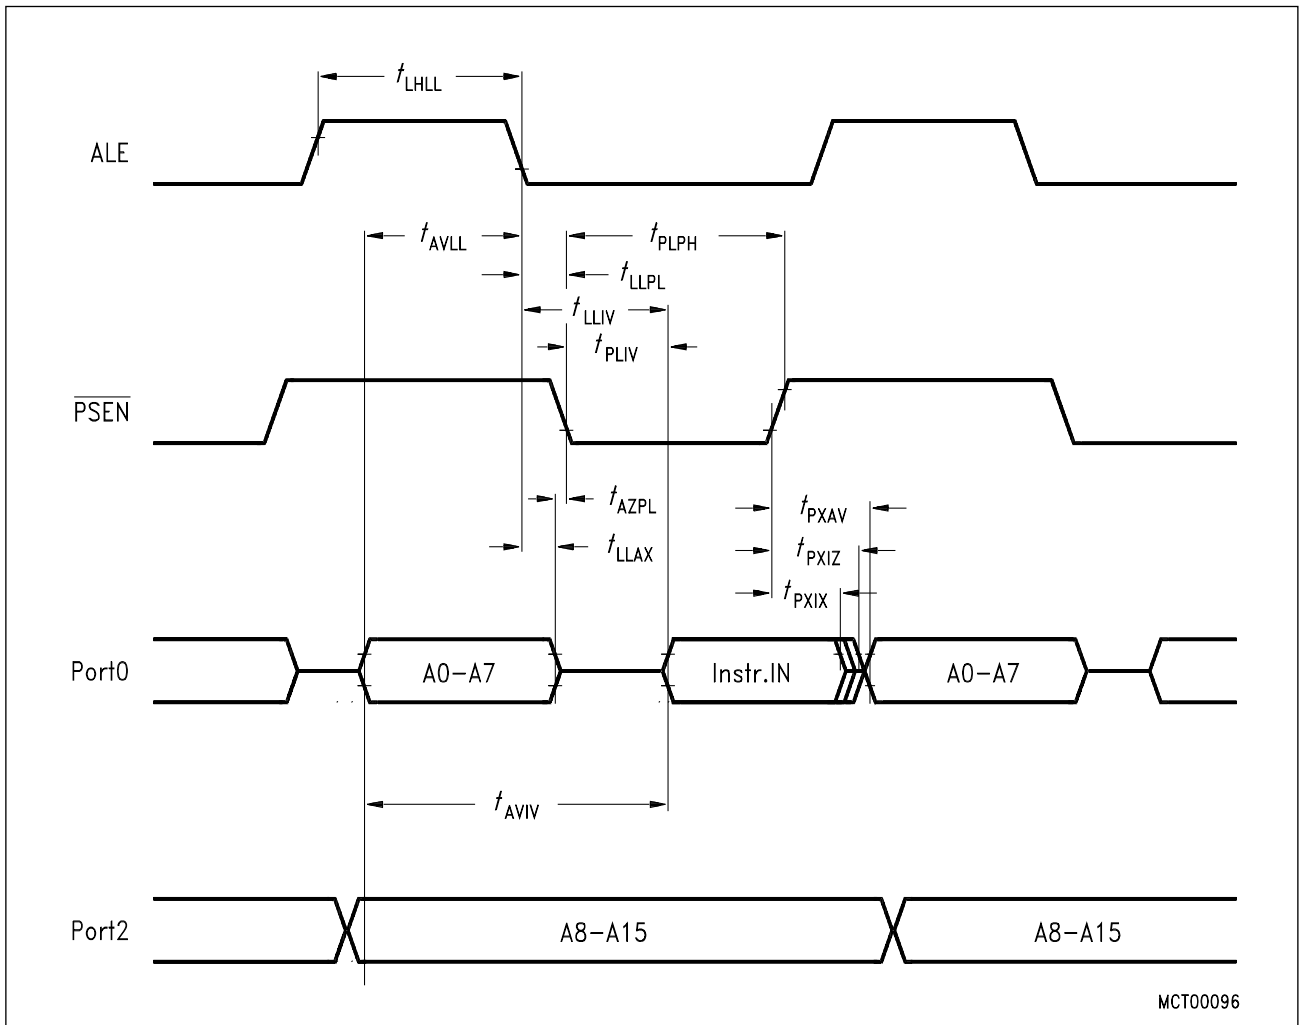 tLHLL
ALE
tAVLL
tPLPH
tLLPL
tLLIV
tPLIV
PSEN
tAZPL
tPXAV
tLLAX
tPXIZ
tPXIX
Port0
A0-A7
Instr.IN
A0-A7
tAVIV
Port2
A8-A15
A8-A15
MCT00096